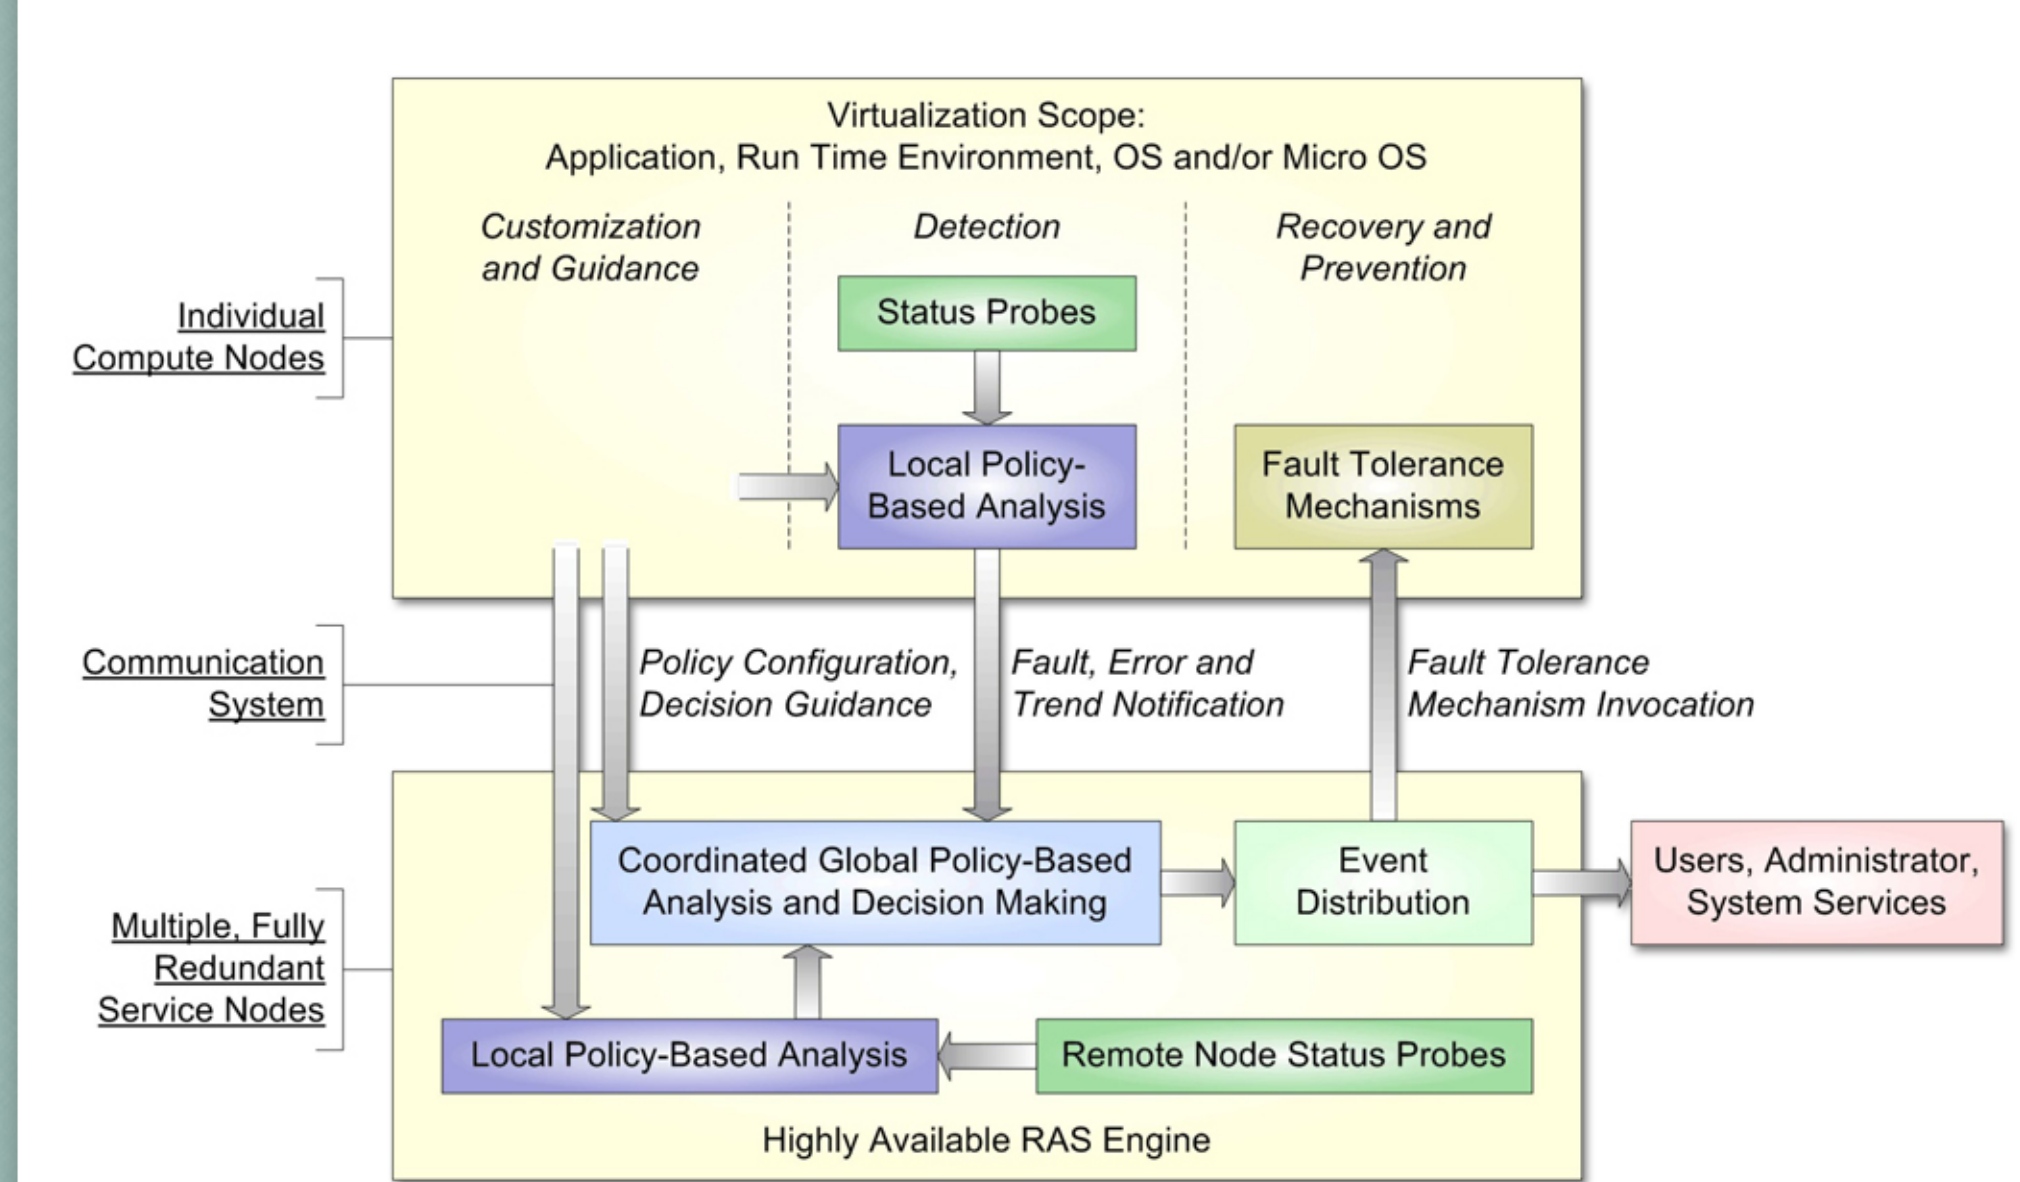 Virtualization Scope:
Application, Run Time Environment, OS and/or Micro OS
Customization
and Guidance
Detection
Recovery and
Prevention
Individual
Compute Nodes
Status Probes
Local Policy-
Based Analysis
Fault Tolerance
Mechanisms
Communication
System
Policy Configuration,
Decision Guidance
Fault, Error and
Trend Notification
Fault Tolerance
Mechanism Invocation
Multiple, Fully
Redundant
Service Nodes
Coordinated Global Policy-Based
Analysis and Decision Making
Event
Distribution
Users, Administrator,
System Services
Local Policy-Based Analysis
Remote Node Status Probes
Highly Available RAS Engine